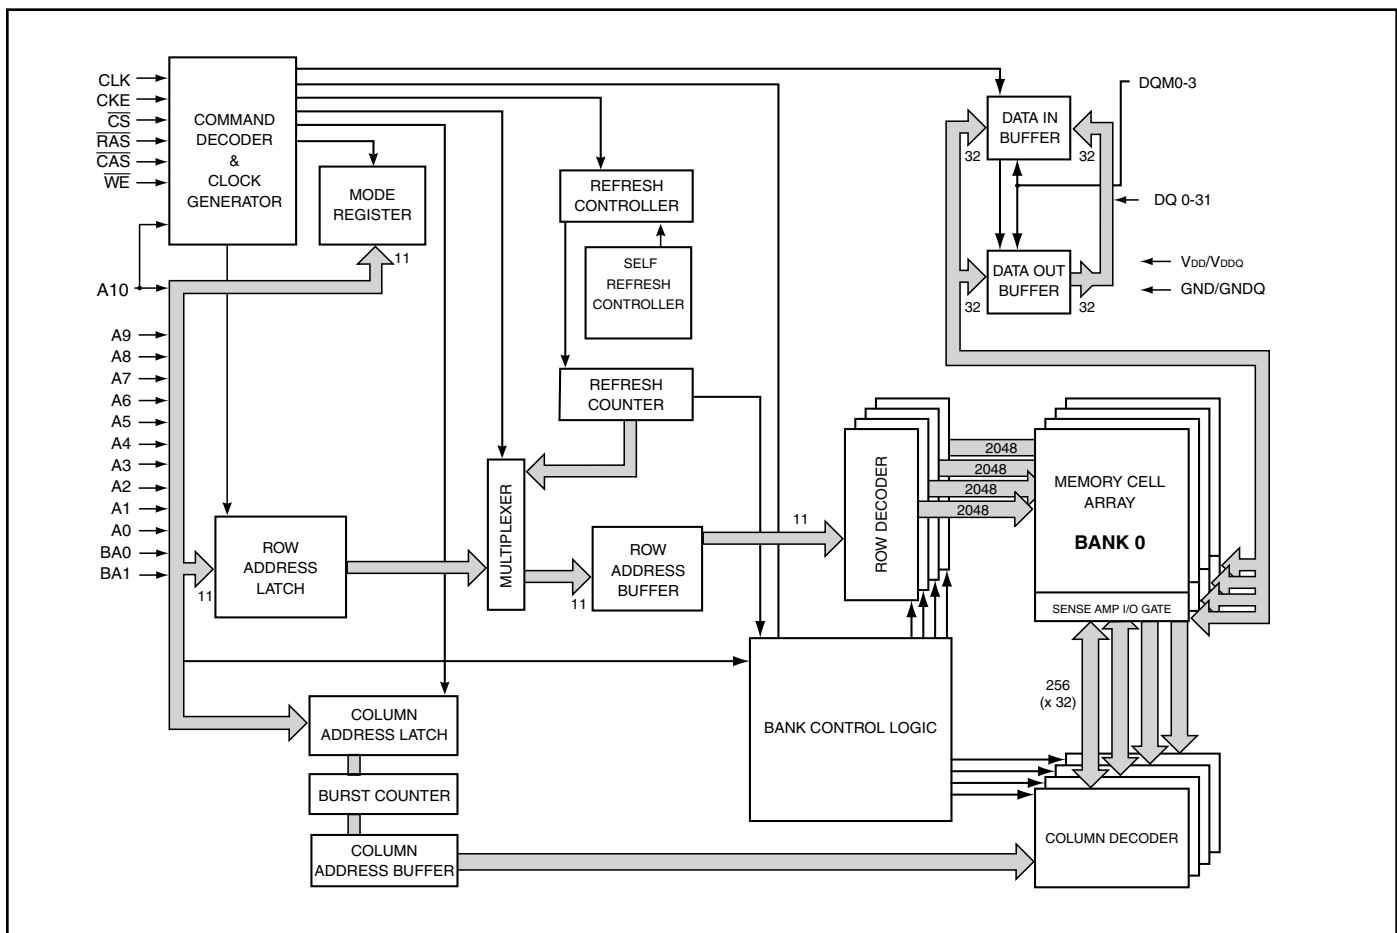 CLK
CKE
CS
RAS
CAS
WE
A10
A9
A8
A7
A6
A5
A4
A3
A2
A1
A0
BA0
BA1
COMMAND
DECODER
&
CLOCK
GENERATOR
MODE
REGISTER
11
REFRESH
CONTROLLER
SELF
REFRESH
CONTROLLER
REFRESH
COUNTER
DATA IN
BUFFER
32
32
DQM0-3
DQ 0-31
DATA OUT
BUFFER
32
32
VDD/VDDQ
GND/GNDQ
11
ROW
ADDRESS
LATCH
MULTIPLEXER
11
ROW
ADDRESS
BUFFER
11
ROW DECODER
2048
2048
2048
2048
MEMORY CELL
ARRAY
BANK 0
SENSE AMP I/O GATE
256
(x 32)
BANK CONTROL LOGIC
COLUMN
ADDRESS LATCH
BURST COUNTER
COLUMN
ADDRESS BUFFER
COLUMN DECODER